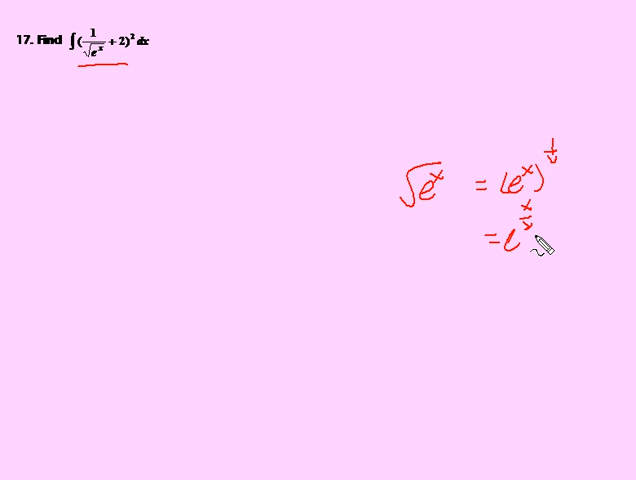 17. Find ∫(1/√e^x + 2)² dx
√e^x = (e^x)^½
= e^(x/2)